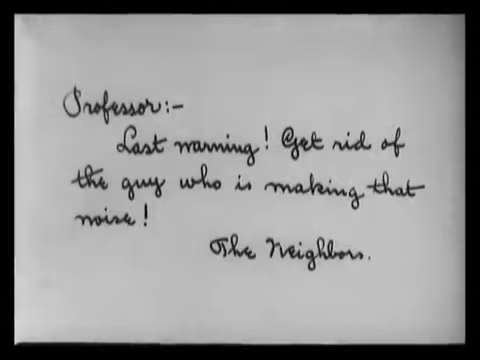 Professor:-
Last warning! Get rid of
the guy who is making that
noise!
The Neighbors.